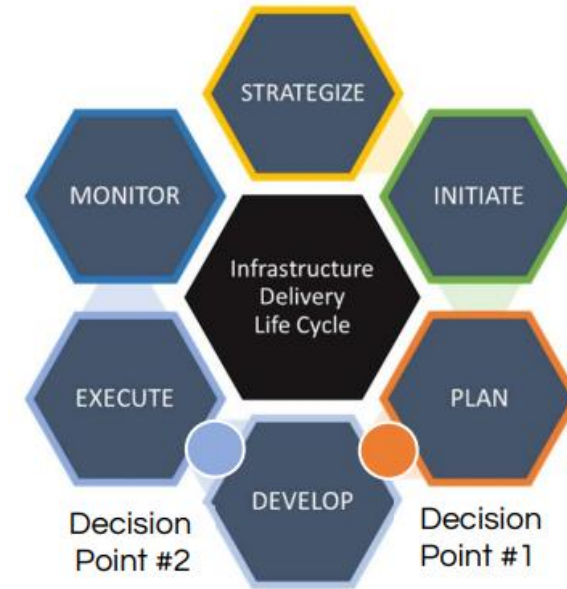 STRATEGIZE
MONITOR
INITIATE
Infrastructure
Delivery
Life Cycle
EXECUTE
PLAN
DEVELOP
Decision
Point #2
Decision
Point #1